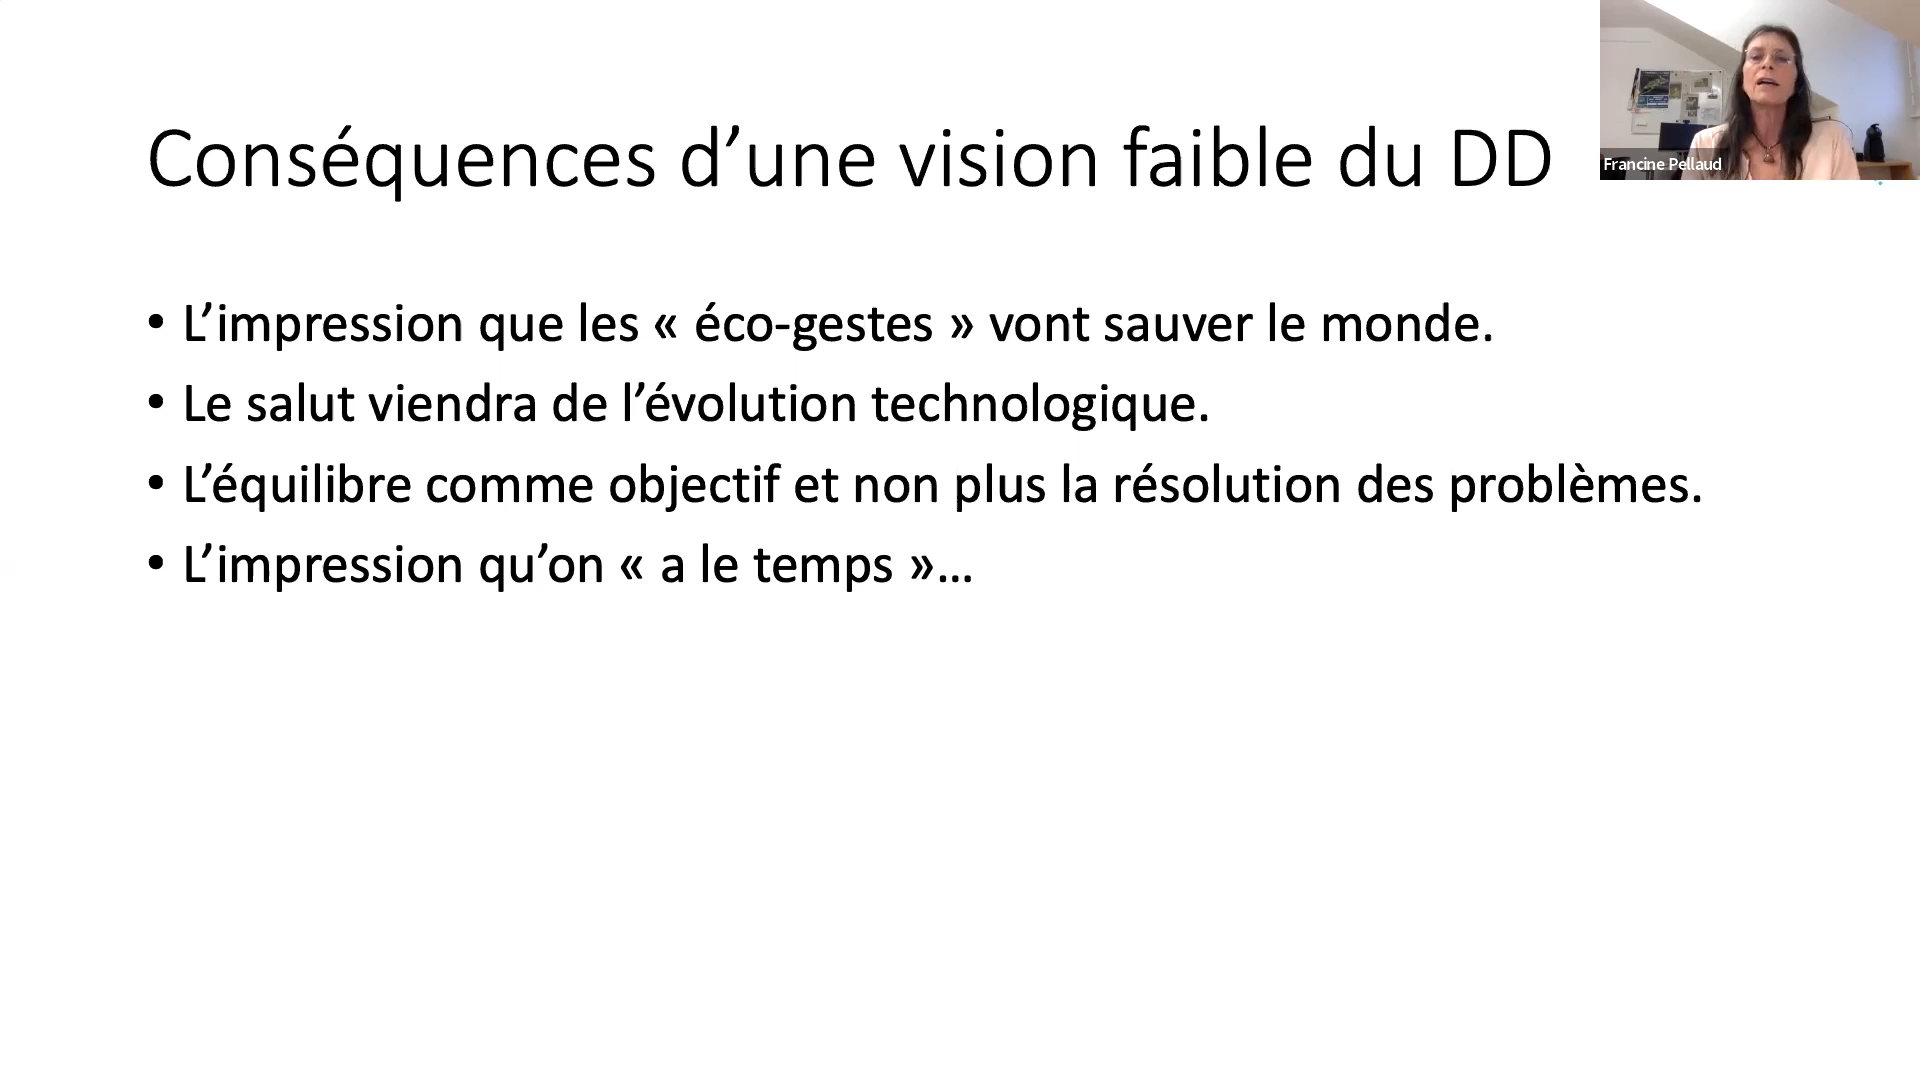 Conséquences d’une vision faible du DD
Francine Pellaud
• L’impression que les « éco-gestes » vont sauver le monde.
• Le salut viendra de l’évolution technologique.
• L’équilibre comme objectif et non plus la résolution des problèmes.
• L’impression qu’on « a le temps »…